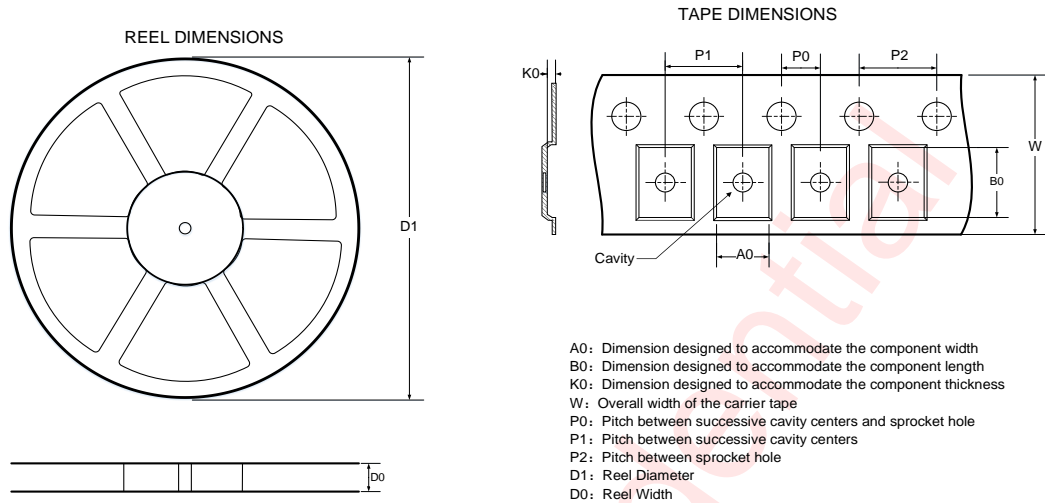 REEL DIMENSIONS
D1
D0
TAPE DIMENSIONS
K0
P1
P0
P2
W
B0
Cavity
A0
A0：Dimension designed to accommodate the component width
B0：Dimension designed to accommodate the component length
K0：Dimension designed to accommodate the component thickness
W：Overall width of the carrier tape
P0：Pitch between successive cavity centers and sprocket hole
P1：Pitch between successive cavity centers
P2：Pitch between sprocket hole
D1：Reel Diameter
D0：Reel Width
ential